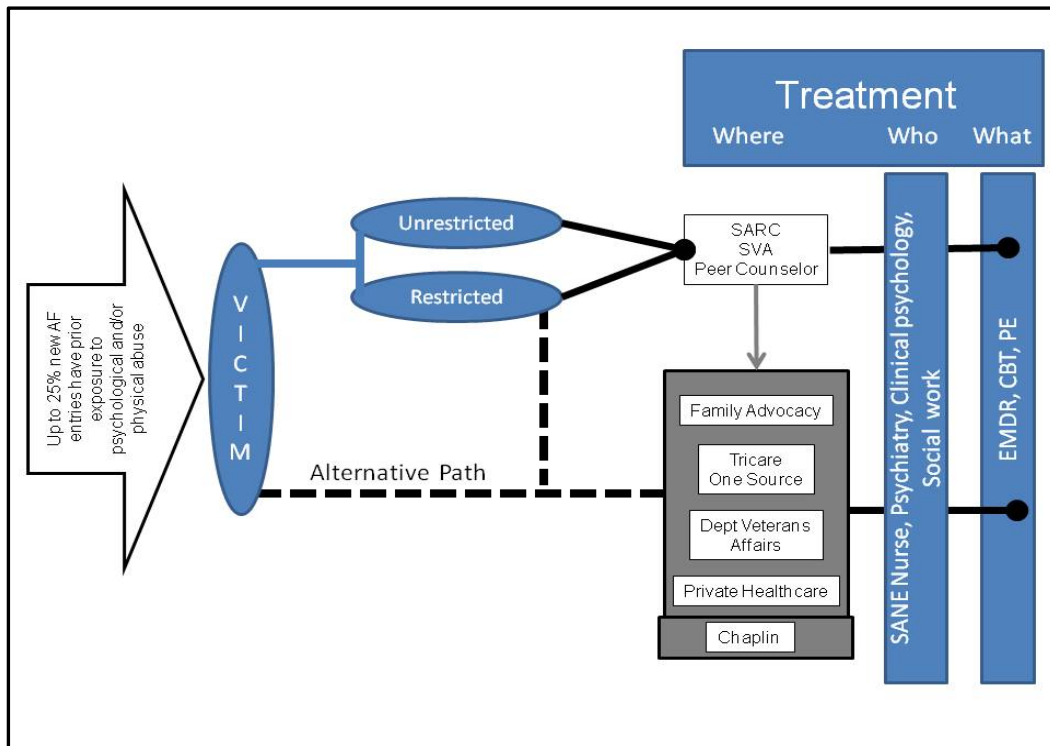 Treatment
Where Who What
Up to 25% new AF
entries have prior
exposure to
psychological and/or
physical abuse
VICTIM
Unrestricted
Restricted
Alternative Path
SARC
SVA
Peer Counselor
Family Advocacy
Tricare
One Source
Dept Veterans
Affairs
Private Healthcare
Chaplin
SANE Nurse, Psychiatry, Clinical psychology,
Social work
EMDR, CBT, PE